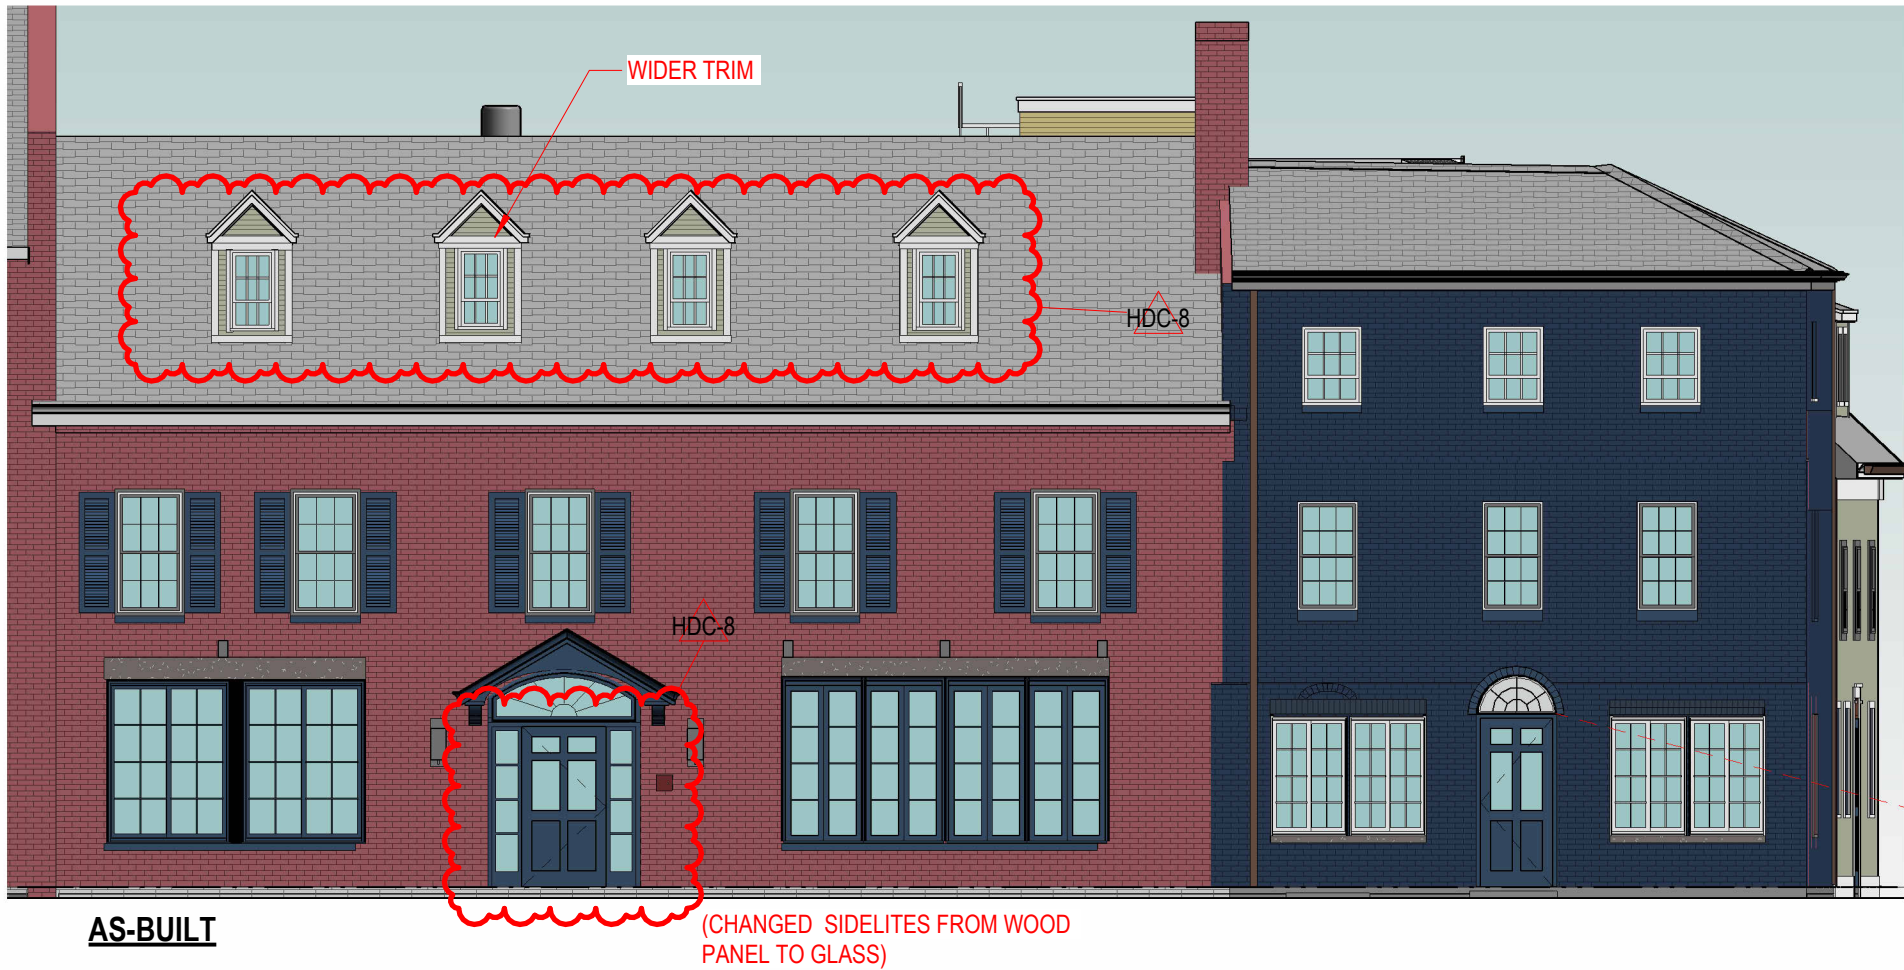 WIDER TRIM
HDC-8
HDC-8
AS-BUILT
(CHANGED SIDELITES FROM WOOD
PANEL TO GLASS)